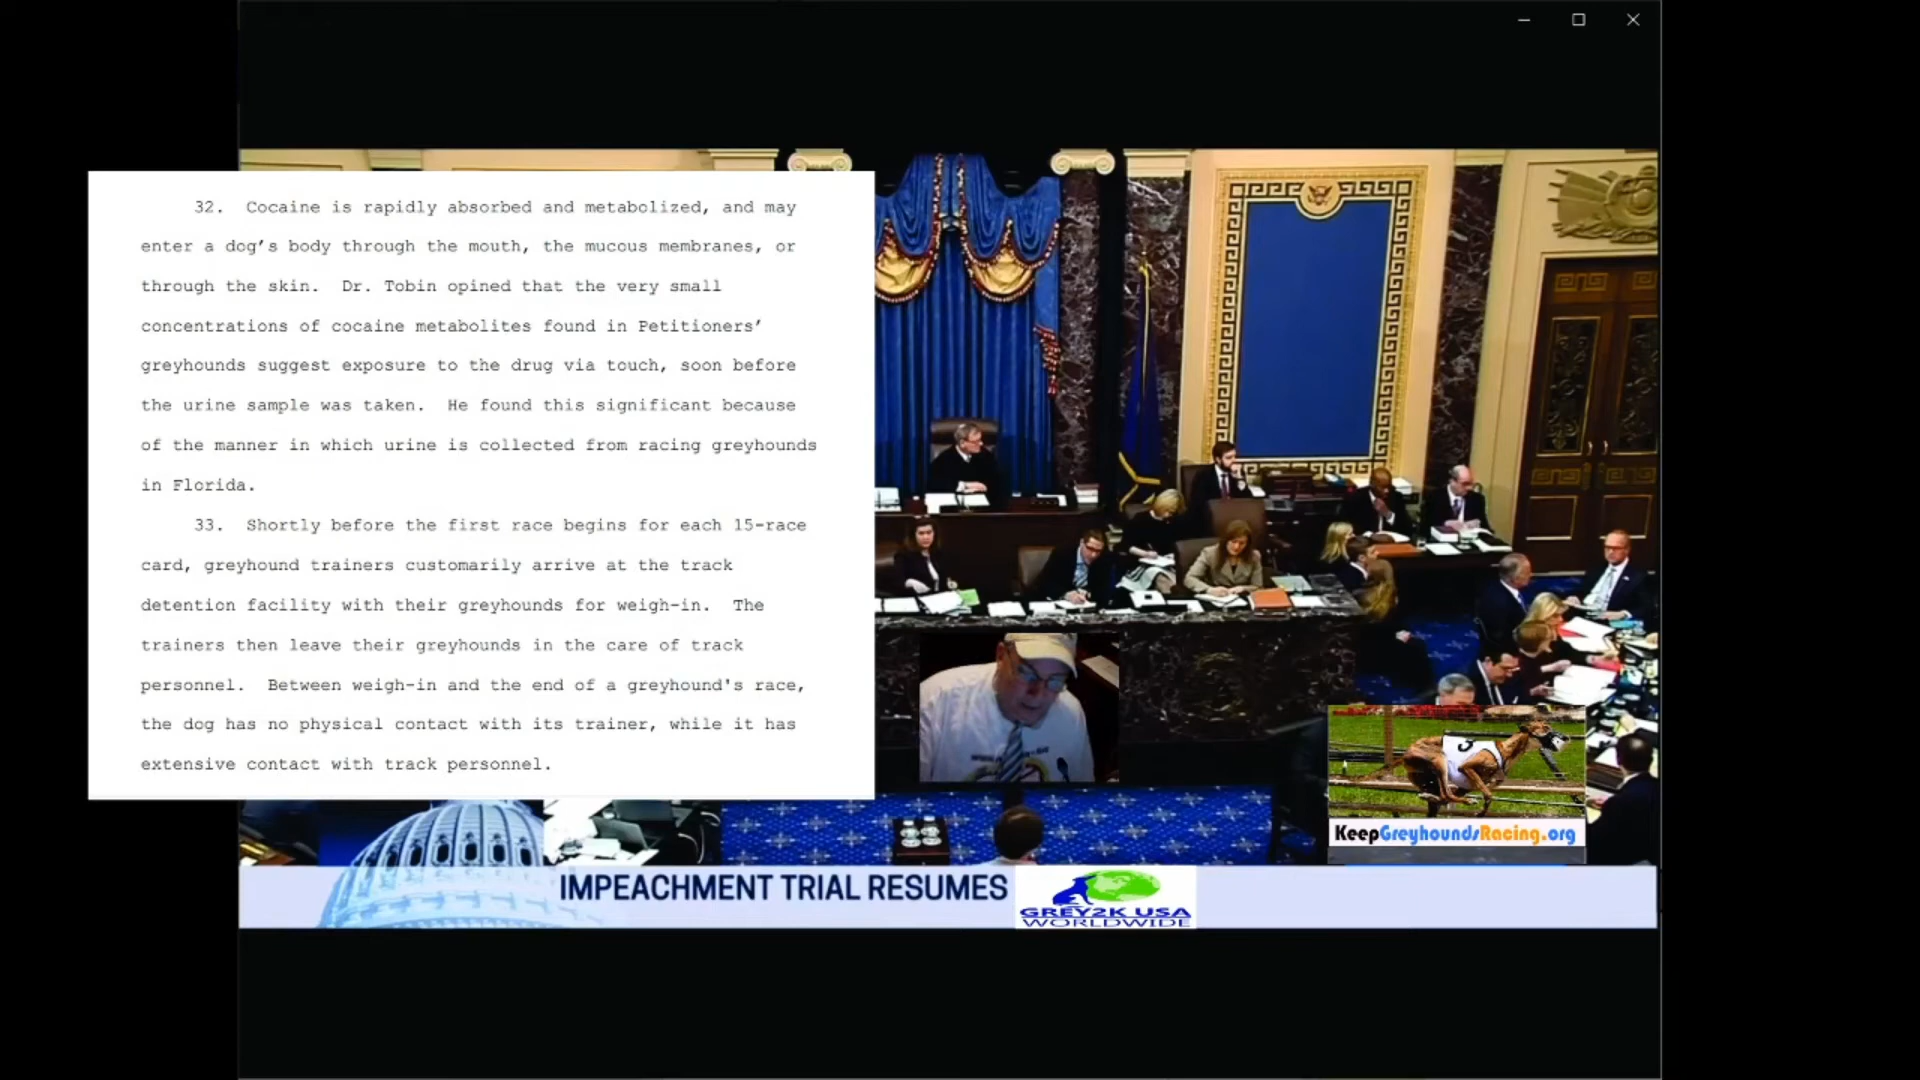 32. Cocaine is rapidly absorbed and metabolized, and may
enter a dog’s body through the mouth, the mucous membranes, or
through the skin. Dr. Tobin opined that the very small
concentrations of cocaine metabolites found in Petitioners’
greyhounds suggest exposure to the drug via touch, soon before
the urine sample was taken. He found this significant because
of the manner in which urine is collected from racing greyhounds
in Florida.
33. Shortly before the first race begins for each 15-race
card, greyhound trainers customarily arrive at the track
detention facility with their greyhounds for weigh-in. The
trainers then leave their greyhounds in the care of track
personnel. Between weigh-in and the end of a greyhound's race,
the dog has no physical contact with its trainer, while it has
extensive contact with track personnel.
3
KeepGreyhoundsRacing.org
IMPEACHMENT TRIAL RESUMES
GREY2K USA
WORLDWIDE